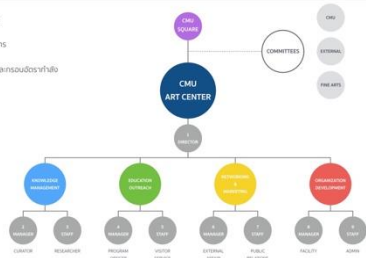 CMU
SQUARE
CMU
COMMITTEES
EXTERNAL
FINE ARTS
ะกรอบอัตรากำลัง
CMU
ART CENTER
1
DIRECTOR
KNOWLEDGE
MANAGEMENT
EDUCATION
OUTREACH
NETWORKING
&
MARKETING
ORGANIZATION
DEVELOPMENT
2
MANAGER
3
STAFF
4
MANAGER
5
STAFF
6
MANAGER
7
STAFF
8
MANAGER
9
STAFF
CURATOR
RESEARCHER
PROGRAM
VISITOR
EXTERNAL
PUBLIC
FACILITY
ADMIN